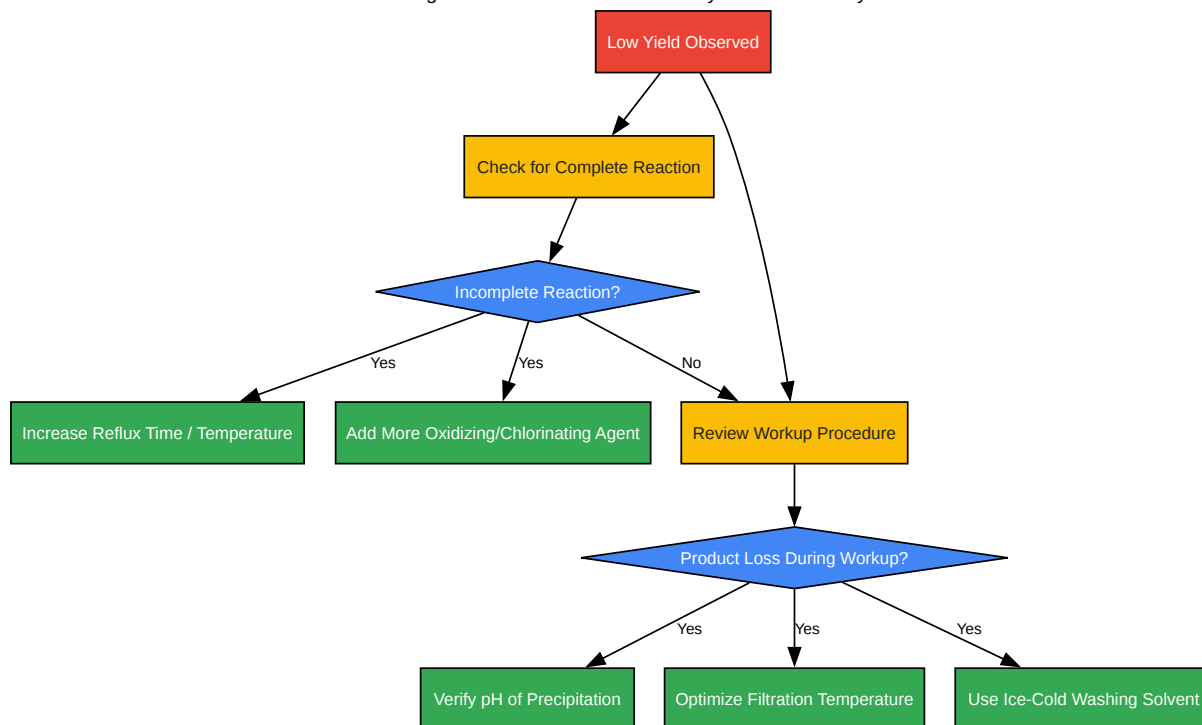 Low Yield Observed
Check for Complete Reaction
Incomplete Reaction?
Yes
Yes
No
Increase Reflux Time / Temperature
Add More Oxidizing/Chlorinating Agent
Review Workup Procedure
Product Loss During Workup?
Yes
Yes
Yes
Verify pH of Precipitation
Optimize Filtration Temperature
Use Ice-Cold Washing Solvent